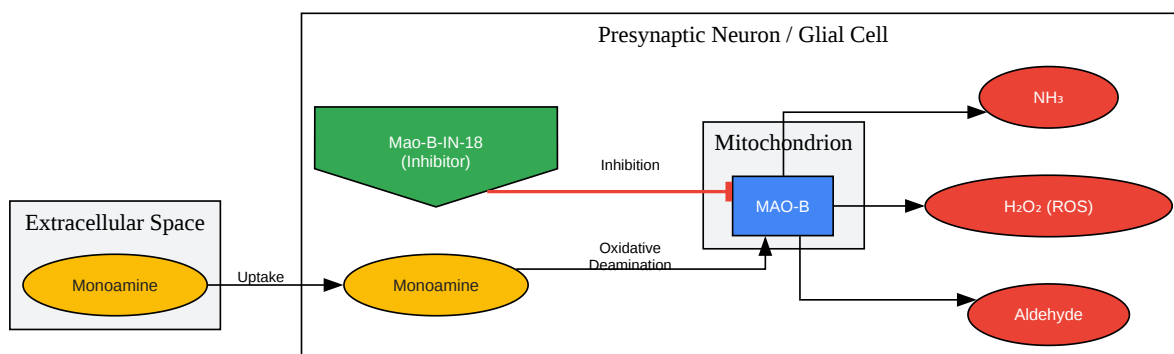 Presynaptic Neuron / Glial Cell
NH₃
Mao-B-IN-18
(Inhibitor)
Mitochondrion
Inhibition
MAO-B
H₂O₂ (ROS)
Extracellular Space
Oxidative
Deamination
Monoamine
Uptake
Monoamine
Aldehyde